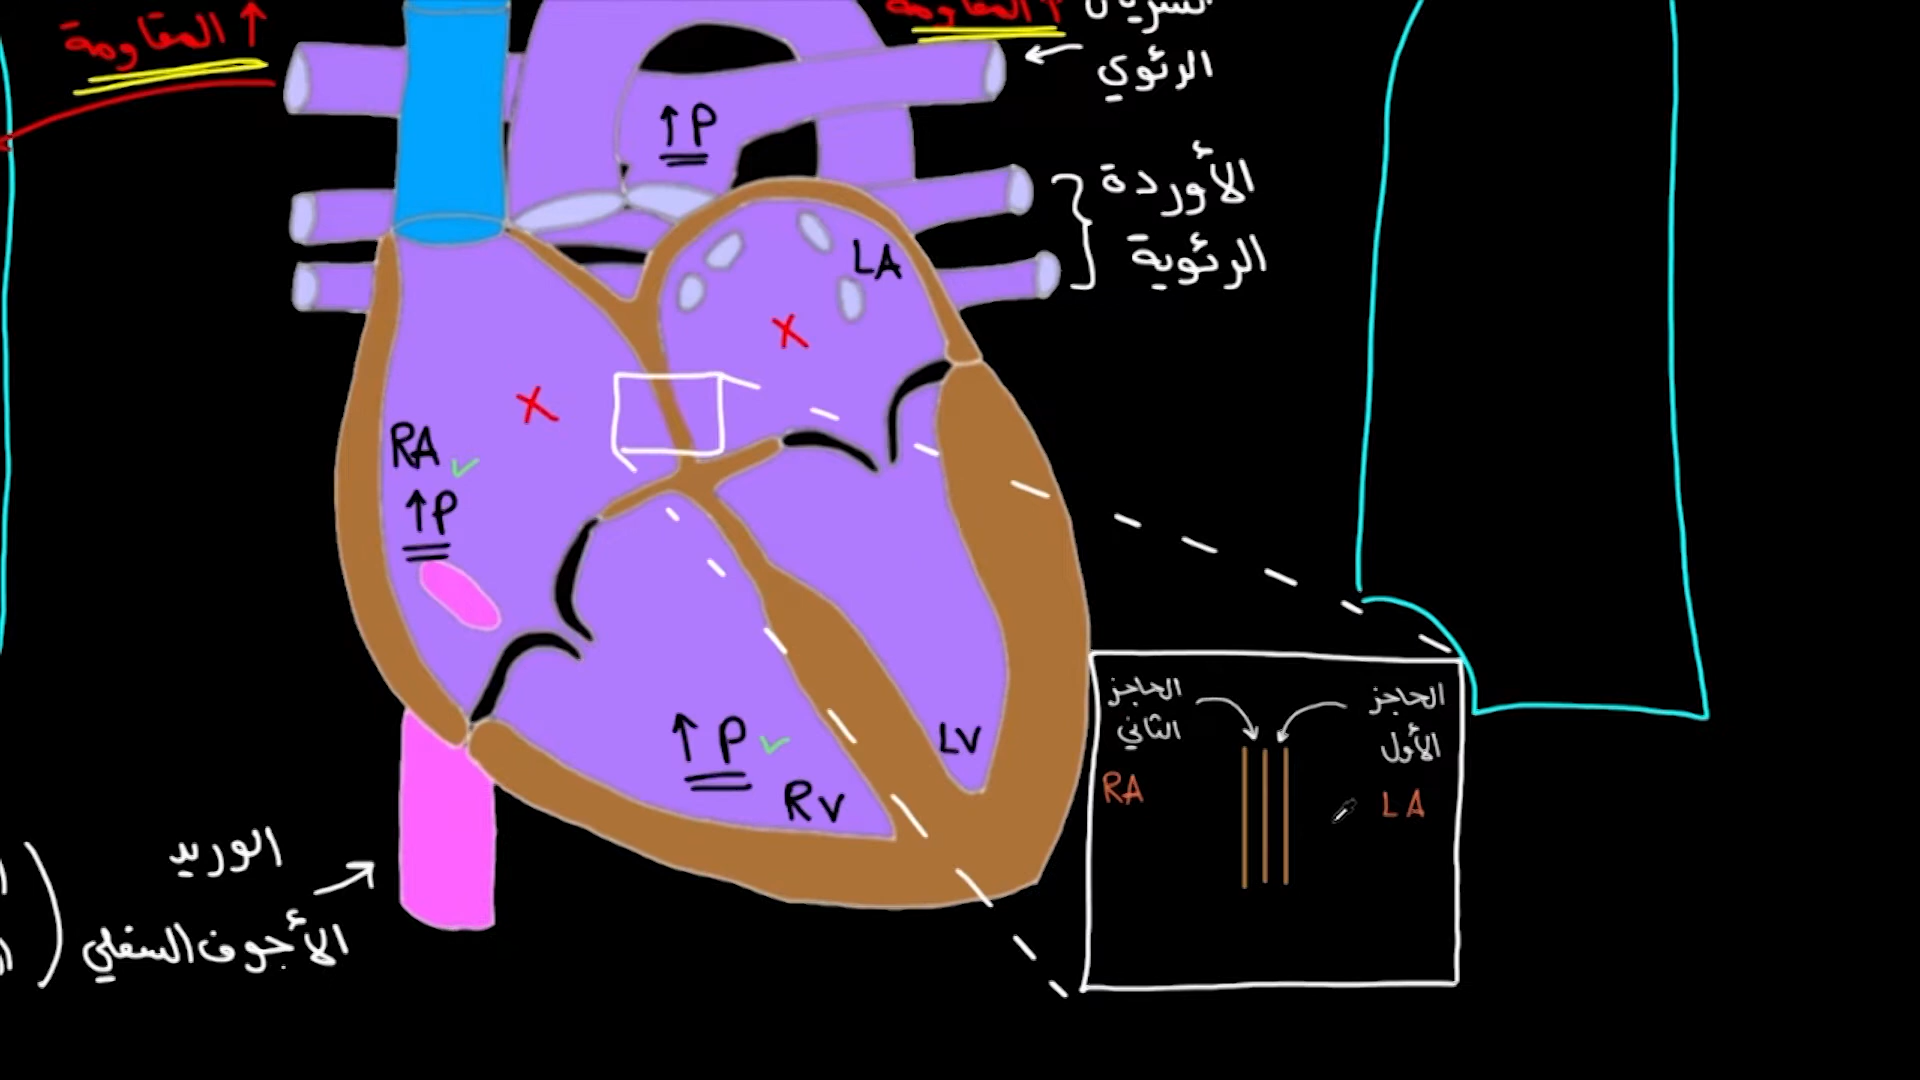 ↑ المقاومة
↑ المقاومة
الشريان
الرئوي
↑P
الأوردة
الرئوية
LA
X
X
RA ✓
↑P
↑P ✓
RV
LV
الحاجز
الثاني
الحاجز
الأول
RA
LA
الوريد
الأجوف السفلي